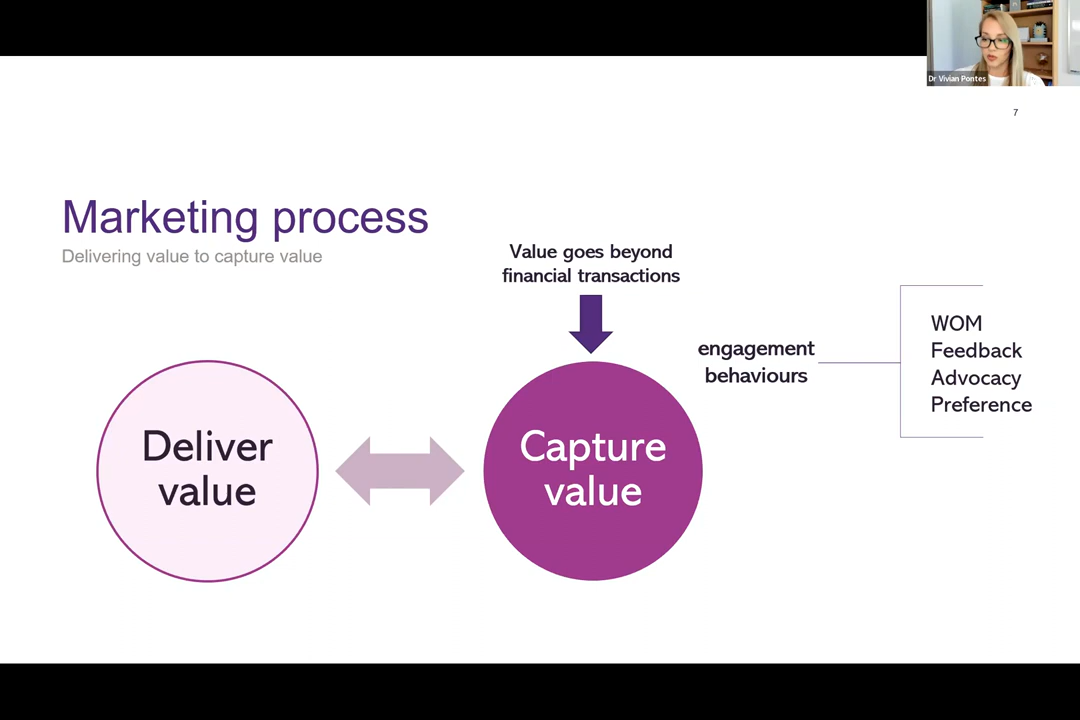 Dr Vivian Pontes
7
Marketing process
Delivering value to capture value
Value goes beyond
financial transactions
engagement
behaviours
WOM
Feedback
Advocacy
Preference
Deliver
value
Capture
value